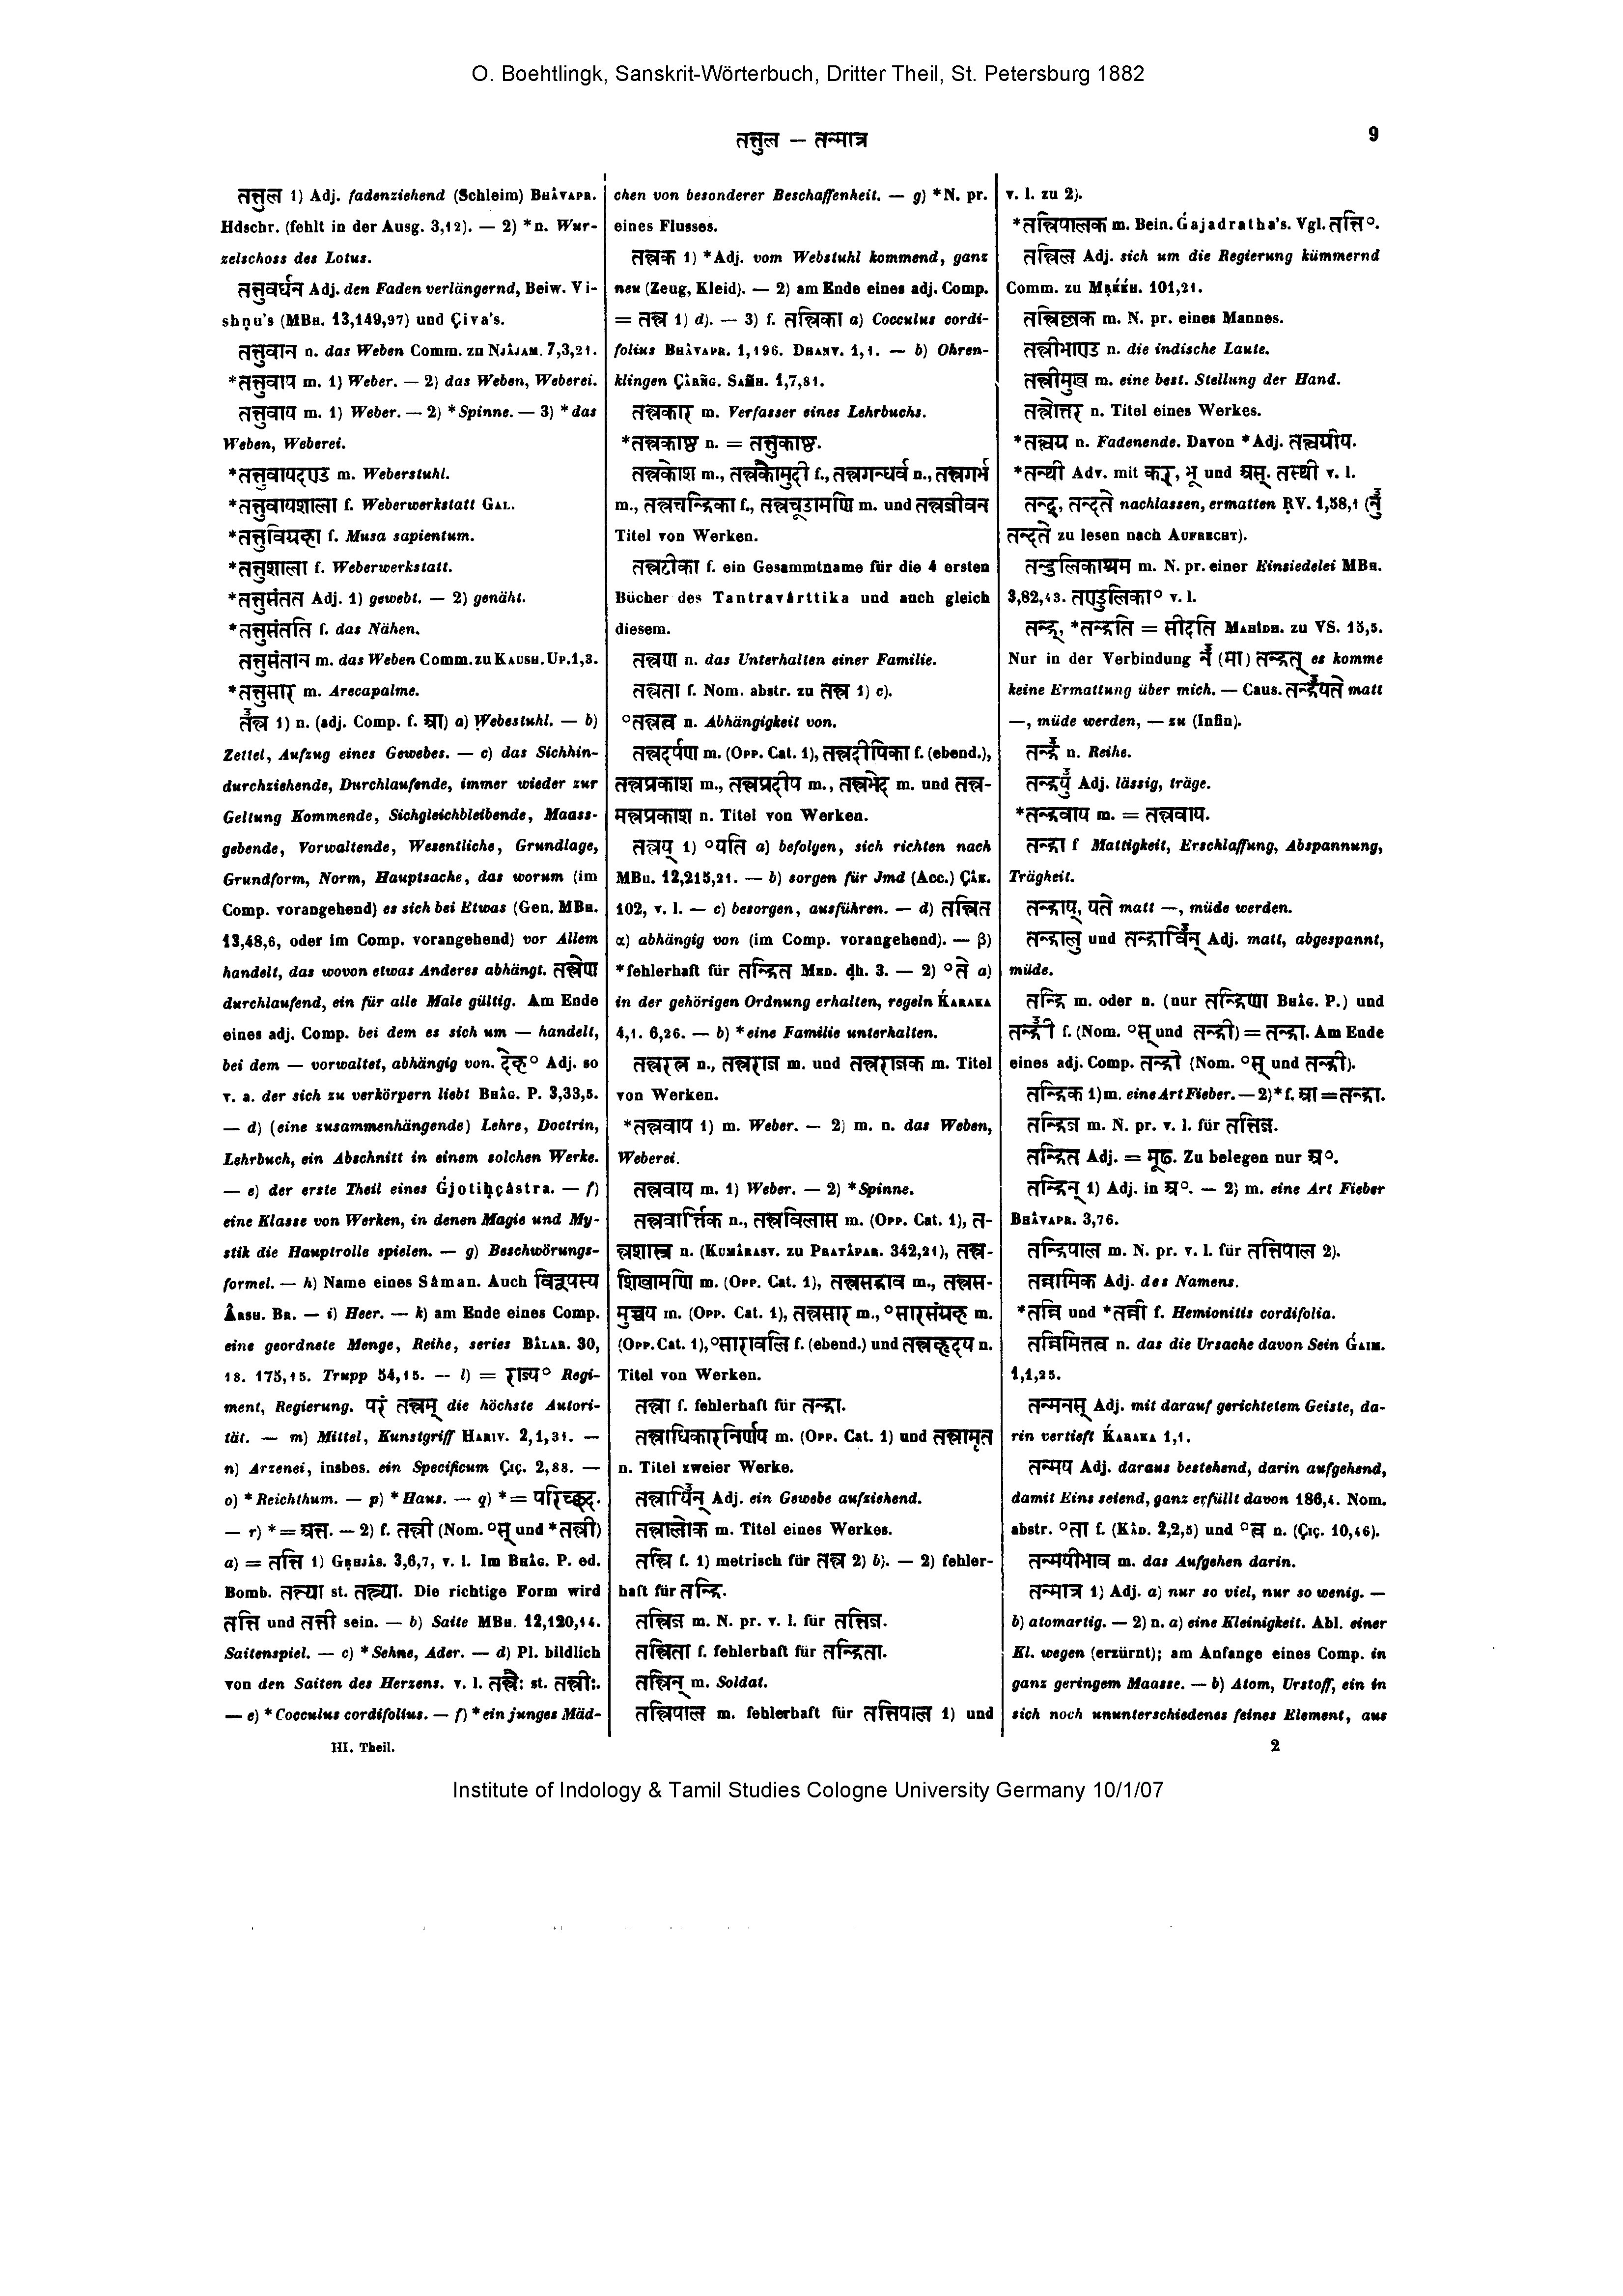 O. Boehtlingk, Sanskrit-Wörterbuch, Dritter Theil, St. Petersburg 1882
तन्तुल — तन्मात्र
9
तन्तुल 1) Adj. fadenziehend (Schleim) BHÂVAPR.
Hdschr. (fehlt in der Ausg. 3,12). — 2) *n. Wur-
zelschoss des Lotus.
तन्तुवर्धन Adj. den Faden verlängernd, Beiw. Vi-
shṇu's (MBH. 13,149,97) und Çiva's.
तन्तुवान n. das Weben Comm. zu NJÂJAM. 7,3,21.
*तन्तुवाप m. 1) Weber. — 2) das Weben, Weberei.
तन्तुवाय m. 1) Weber. — 2) *Spinne. — 3) *das
Weben, Weberei.
*तन्तुवायदण्ड m. Weberstuhl.
*तन्तुवायशाला f. Weberwerkstatt GAL.
*तन्तुविग्रहा f. Musa sapientum.
*तन्तुशाला f. Weberwerkstatt.
*तन्तुसंतत Adj. 1) gewebt. — 2) genäht.
*तन्तुसंतति f. das Nähen.
तन्तुसंतान m. das Weben Comm. zu KAUSH. UP. 1,3.
*तन्तुसार m. Arecapalme.
तन्त्र 1) n. (adj. Comp. f. आ) a) Webestuhl. — b)
Zettel, Aufzug eines Gewebes. — c) das Sichhin-
durchziehende, Durchlaufende, immer wieder zur
Geltung Kommende, Sichgleichbleibende, Maass-
gebende, Vorwaltende, Wesentliche, Grundlage,
Grundform, Norm, Hauptsache, das worum (im
Comp. vorangehend) es sich bei Etwas (Gen. MBH.
13,48,6, oder im Comp. vorangehend) vor Allem
handelt, das wovon etwas Anderes abhängt. तन्त्रेण
durchlaufend, ein für alle Male gültig. Am Ende
eines adj. Comp. bei dem es sich um — handelt,
bei dem — vorwaltet, abhängig von. देह° Adj. so
v. a. der sich zu verkörpern liebt BHÂG. P. 3,33,5.
— d) (eine zusammenhängende) Lehre, Doctrin,
Lehrbuch, ein Abschnitt in einem solchen Werke.
— e) der erste Theil eines Ǵjotiḥçâstra. — f)
eine Klasse von Werken, in denen Magie und My-
stik die Hauptrolle spielen. — g) Beschwörungs-
formel. — h) Name eines Sâman. Auch विरूपस्य
ÂRSH. BR. — i) Heer. — k) am Ende eines Comp.
eine geordnete Menge, Reihe, series BÂLAR. 30,
18. 175,15. Trupp 54,15. — l) = राज्य° Regi-
ment, Regierung. परं तन्त्रम् die höchste Autori-
tät. — m) Mittel, Kunstgriff HARIV. 2,1,31. —
n) Arzenei, insbes. ein Specificum ÇIÇ. 2,88. —
o) *Reichthum. — p) *Haus. — q) *= परिच्छद.
— r) *= अन्त. — 2) f. तन्त्री (Nom. °स् und *तन्त्री)
a) = तन्ति 1) GṚHJÂS. 3,6,7, v. l. Im BHÂG. P. ed.
Bomb. तन्त्या st. तन्त्र्या. Die richtige Form wird
तन्ति und तन्ती sein. — b) Saite MBH. 12,120,14.
Saitenspiel. — c) *Sehne, Ader. — d) Pl. bildlich
von den Saiten des Herzens. v. l. तन्त्रैः st. तन्त्रीः.
— e) *Cocculus cordifolius. — f) *ein junges Mäd-
chen von besonderer Beschaffenheit. — g) *N. pr.
eines Flusses.
तन्त्रक 1) *Adj. vom Webstuhl kommend, ganz
neu (Zeug, Kleid). — 2) am Ende eines adj. Comp.
= तन्त्र 1) d). — 3) f. तन्त्रिका a) Cocculus cordi-
folius BHÂVAPR. 1,196. DHANV. 1,1. — b) Ohren-
klingen ÇÂRÑG. SAṂH. 1,7,81.
तन्त्रकार m. Verfasser eines Lehrbuchs.
*तन्त्रकाष्ठ n. = तन्तुकाष्ठ.
तन्त्रकोश m., तन्त्रकौमुदी f., तन्त्रगन्धर्व n., तन्त्रगर्भ
m., तन्त्रचन्द्रिका f., तन्त्रचूडामणि m. und तन्त्रजीवन
Titel von Werken.
तन्त्रटीका f. ein Gesammtname für die 4 ersten
Bücher des Tantravârttika und auch gleich
diesem.
तन्त्रण n. das Unterhalten einer Familie.
तन्त्रता f. Nom. abstr. zu तन्त्र 1) c).
°तन्त्रत्व n. Abhängigkeit von.
तन्त्रदर्पण m. (OPP. Cat. 1), तन्त्रदीपिका f. (ebend.),
तन्त्रप्रकाश m., तन्त्रप्रदीप m., तन्त्रभेद m. und तन्त्र-
मन्त्रप्रकाश n. Titel von Werken.
तन्त्रय् 1) °यति a) befolgen, sich richten nach
MBH. 12,215,21. — b) sorgen für Jmd (Acc.) ÇÂK.
102, v. l. — c) besorgen, ausführen. — d) तन्त्रित
α) abhängig von (im Comp. vorangehend). — β)
*fehlerhaft für तन्द्रित MED. dh. 3. — 2) °ते a)
in der gehörigen Ordnung erhalten, regeln ḰARAKA
4,1. 6,26. — b) *eine Familie unterhalten.
तन्त्ररत्न n., तन्त्रराज m. und तन्त्रराजक m. Titel
von Werken.
*तन्त्रवाप 1) m. Weber. — 2) m. n. das Weben,
Weberei.
तन्त्रवाय m. 1) Weber. — 2) *Spinne.
तन्त्रवार्त्तिक n., तन्त्रविलास m. (OPP. Cat. 1), त-
न्त्रशास्त्र n. (KUMÂRASV. zu PRATÂPAR. 342,21), तन्त्र-
शिखामणि m. (OPP. Cat. 1), तन्त्रसद्भाव m., तन्त्रस-
मुच्चय m. (OPP. Cat. 1), तन्त्रसार m., °सारसंग्रह m.
(OPP. Cat. 1), °सारावलि f. (ebend.) und तन्त्रहृदय n.
Titel von Werken.
तन्त्रा f. fehlerhaft für तन्द्रा.
तन्त्राधिकारनिर्णय m. (OPP. Cat. 1) und तन्त्रामृत
n. Titel zweier Werke.
तन्त्रायिन् Adj. ein Gewebe aufziehend.
तन्त्रालोक m. Titel eines Werkes.
तन्त्रि f. 1) metrisch für तन्त्र 2) b). — 2) fehler-
haft für तन्द्रि.
तन्त्रिज m. N. pr. v. l. für तन्तिज.
तन्त्रिता f. fehlerhaft für तन्द्रिता.
तन्त्रिन् m. Soldat.
तन्त्रिपाल m. fehlerhaft für तन्तिपाल 1) und
v. l. zu 2).
*तन्त्रिपालक m. Bein. Ǵajadratha's. Vgl. तन्ति°.
तन्त्रिल Adj. sich um die Regierung kümmernd
Comm. zu MṚḰḰH. 101,21.
तन्त्रिल्लक m. N. pr. eines Mannes.
तन्त्रीभाण्ड n. die indische Laute.
तन्त्रीमुख m. eine best. Stellung der Hand.
तन्त्रोत्तर n. Titel eines Werkes.
*तन्त्वग्र n. Fadenende. Davon *Adj. तन्त्वग्रीय.
*तन्थी Adv. mit कर्, भू und अस्. तस्थी v. l.
तन्द्, तन्दते nachlassen, ermatten ṚV. 1,58,1 (नु
तन्दते zu lesen nach AUFRECHT).
तन्दुलिकाश्रम m. N. pr. einer Einsiedelei MBH.
3,82,43. तण्डुलिका° v. l.
तन्द्र्, *तन्द्रति = सीदति MAHÎDH. zu VS. 15,5.
Nur in der Verbindung न (मा) तन्द्रत् es komme
keine Ermattung über mich. — Caus. तन्द्रयते matt
—, müde werden, — zu (Infin).
तन्द्र n. Reihe.
तन्द्रयु Adj. lässig, träge.
*तन्द्रवाय m. = तन्त्रवाय.
तन्द्रा f Mattigkeit, Erschlaffung, Abspannung,
Trägheit.
तन्द्राय्, यते matt —, müde werden.
तन्द्रालु und तन्द्राविन् Adj. matt, abgespannt,
müde.
तन्द्रि m. oder n. (nur तन्द्रिणा BHÂG. P.) und
तन्द्री f. (Nom. °स् und तन्द्री) = तन्द्रा. Am Ende
eines adj. Comp. तन्द्री (Nom. °स् und तन्द्री).
तन्द्रिक 1) m. eine Art Fieber. — 2) *f. आ = तन्द्रा.
तन्द्रिज m. N. pr. v. l. für तन्तिज.
तन्द्रित Adj. = मूढ. Zu belegen nur अ°.
तन्द्रिन् 1) Adj. in अ°. — 2) m. eine Art Fieber
BHÂVAPR. 3,76.
तन्द्रिपाल m. N. pr. v. l. für तन्तिपाल 2).
तन्नामिक Adj. des Namens.
*तन्नि und *तन्नी f. Hemionitis cordifolia.
तन्निमित्तत्व n. das die Ursache davon Sein ǴAIM.
1,1,25.
तन्मनस् Adj. mit darauf gerichtetem Geiste, da-
rin vertieft ḰARAKA 1,1.
तन्मय Adj. daraus bestehend, darin aufgehend,
damit Eins seiend, ganz erfüllt davon 186,4. Nom.
abstr. °ता f. (KÂD. 2,2,5) und °त्व n. (ÇIÇ. 10,46).
तन्मयीभाव m. das Aufgehen darin.
तन्मात्र 1) Adj. a) nur so viel, nur so wenig. —
b) atomartig. — 2) n. a) eine Kleinigkeit. Abl. einer
Kl. wegen (erzürnt); am Anfange eines Comp. in
ganz geringem Maasse. — b) Atom, Urstoff, ein in
sich noch ununterschiedenes feines Element, aus
III. Theil.
2
Institute of Indology & Tamil Studies Cologne University Germany 10/1/07